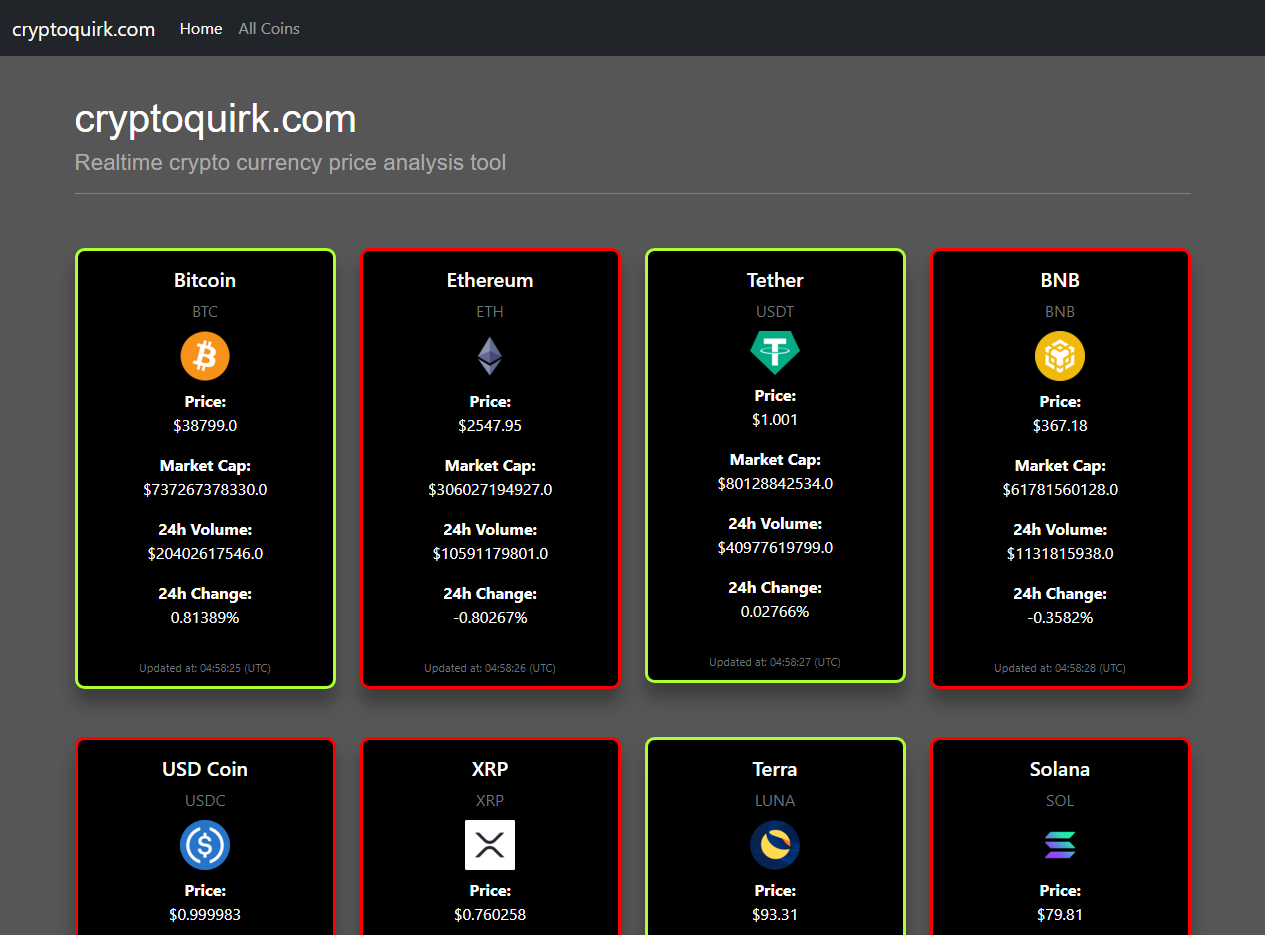 cryptoquirk.com Home All Coins
cryptoquirk.com
Realtime crypto currency price analysis tool
Bitcoin
BTC
Price:
$38799.0
Market Cap:
$737267378330.0
24h Volume:
$20402617546.0
24h Change:
0.81389%
Updated at: 04:58:25 (UTC)
Ethereum
ETH
Price:
$2547.95
Market Cap:
$306027194927.0
24h Volume:
$10591179801.0
24h Change:
-0.80267%
Updated at: 04:58:26 (UTC)
Tether
USDT
Price:
$1.001
Market Cap:
$80128842534.0
24h Volume:
$40977619799.0
24h Change:
0.02766%
Updated at: 04:58:27 (UTC)
BNB
BNB
Price:
$367.18
Market Cap:
$61781560128.0
24h Volume:
$1131815938.0
24h Change:
-0.3582%
Updated at: 04:58:28 (UTC)
USD Coin
USDC
Price:
$0.999983
XRP
XRP
Price:
$0.760258
Terra
LUNA
Price:
$93.31
Solana
SOL
Price:
$79.81